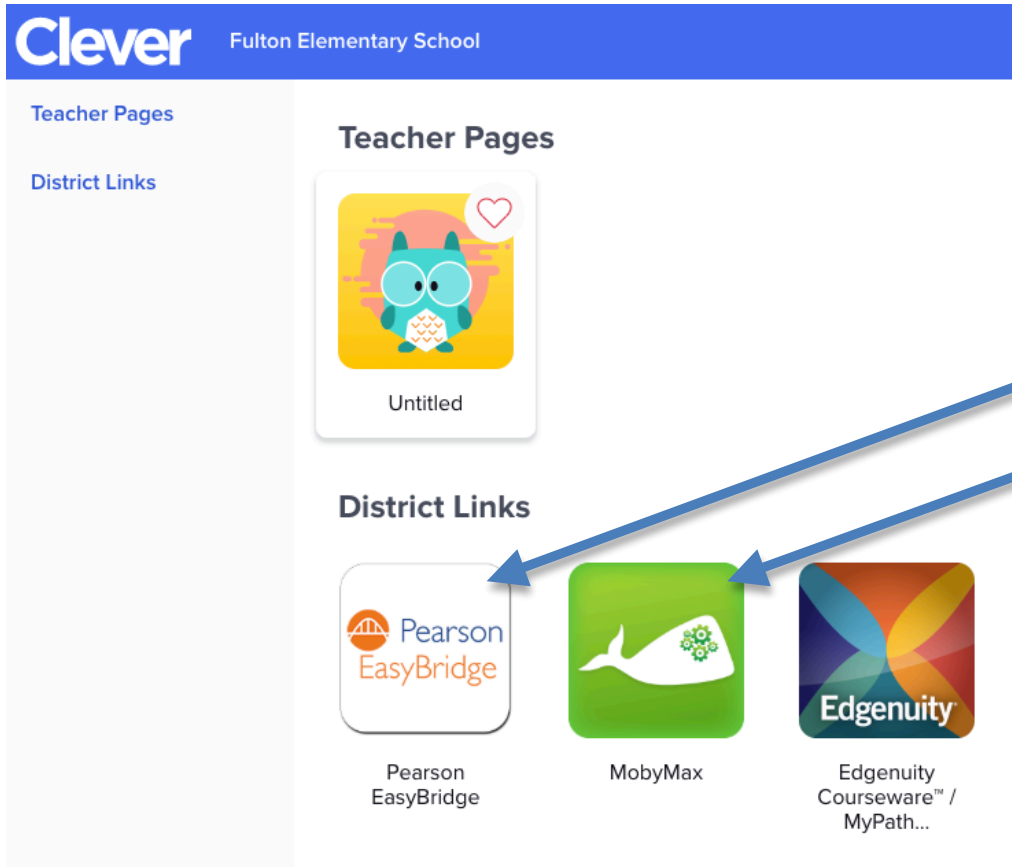 Clever Fulton Elementary School
Teacher Pages
District Links
Teacher Pages
Untitled
District Links
Pearson
EasyBridge
Edgenuity
Pearson
EasyBridge
MobyMax
Edgenuity
Courseware™ /
MyPath...